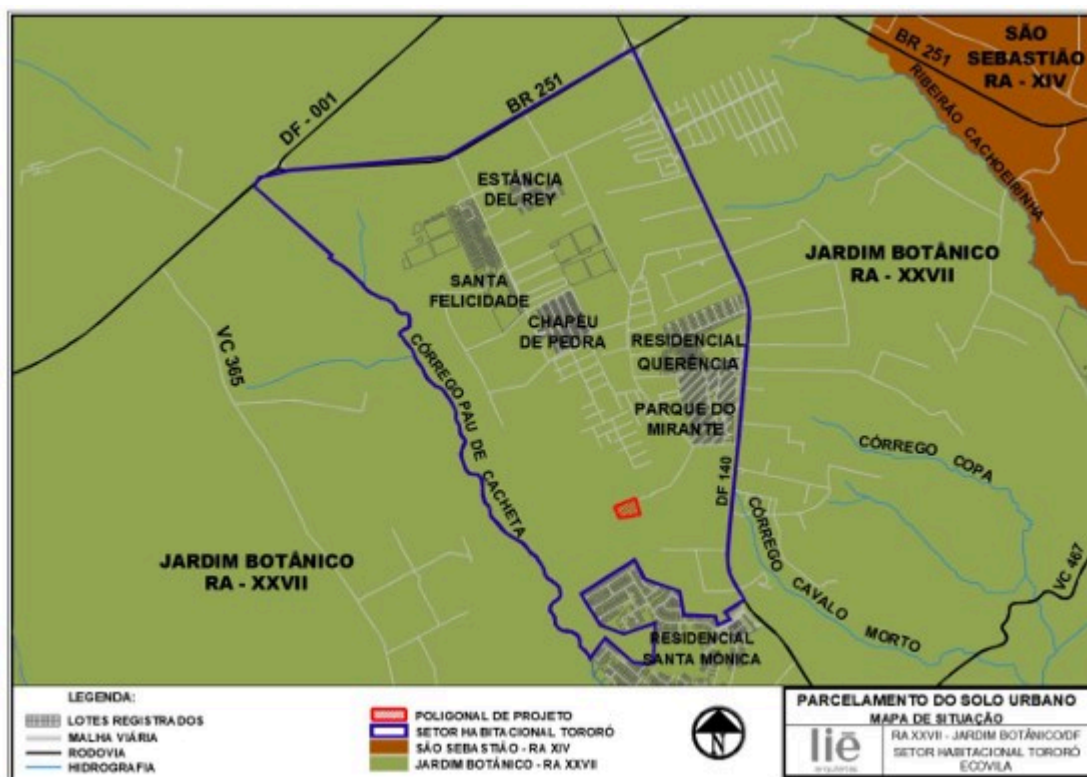 SÃO
SEBASTIÃO
RA - XIV
BR 251
RIBEIRÃO CACHOEIRINHA
DF - 001
BR 251
ESTÂNCIA
DEL REY
JARDIM BOTÂNICO
RA - XXVII
SANTA
FELICIDADE
CHAPÉU
DE PEDRA
RESIDENCIAL
QUERÊNCIA
VC 365
CÓRREGO PAU DE CACHETA
PARQUE DO
MIRANTE
DF 140
CÓRREGO COPA
JARDIM BOTÂNICO
RA - XXVII
CÓRREGO CAVALO MORTO
VC 467
RESIDENCIAL
SANTA MÔNICA
LEGENDA:
LOTES REGISTRADOS
MALHA VIÁRIA
RODOVIA
HIDROGRAFIA
POLIGONAL DE PROJETO
SETOR HABITACIONAL TORORÓ
SÃO SEBASTIÃO - RA XIV
JARDIM BOTÂNICO - RA XXVII
N
PARCELAMENTO DO SOLO URBANO
MAPA DE SITUAÇÃO
liê
arquitetos
RA XXVII - JARDIM BOTÂNICO/DF
SETOR HABITACIONAL TORORÓ
ECOVILA